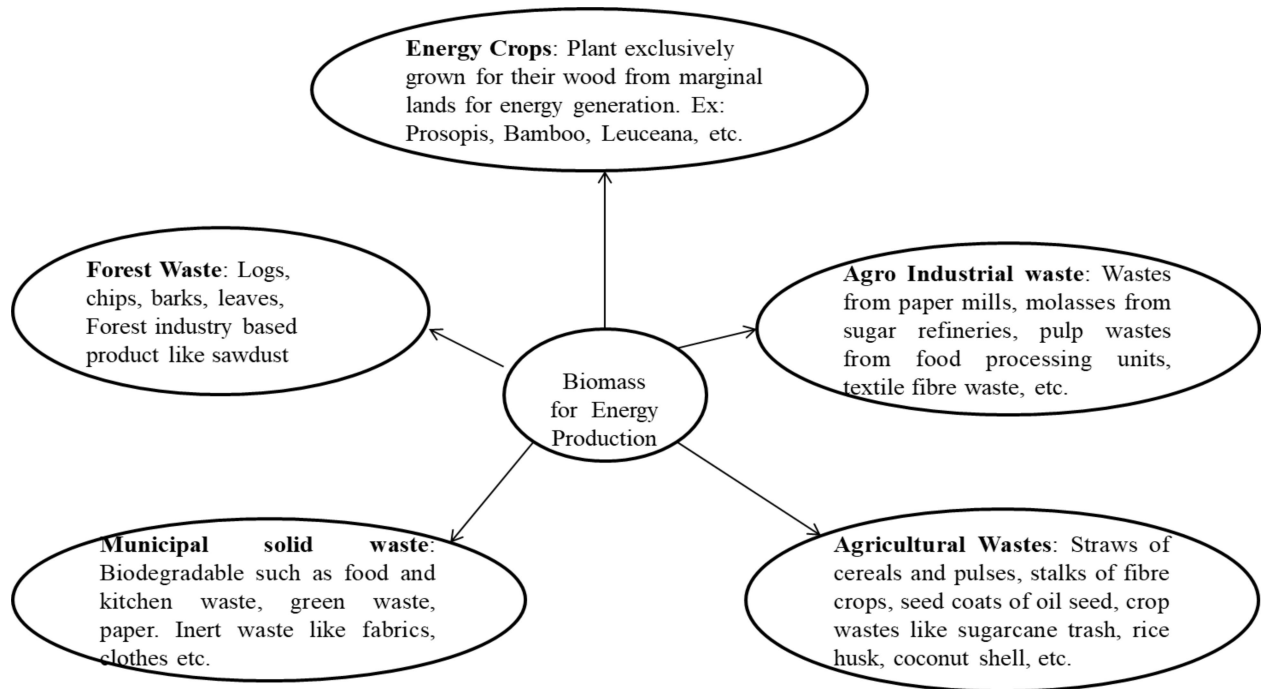 Energy Crops: Plant exclusively
grown for their wood from marginal
lands for energy generation. Ex:
Prosopis, Bamboo, Leuceana, etc.
Forest Waste: Logs,
chips, barks, leaves,
Forest industry based
product like sawdust
Agro Industrial waste: Wastes
from paper mills, molasses from
sugar refineries, pulp wastes
from food processing units,
textile fibre waste, etc.
Biomass
for Energy
Production
Municipal solid waste:
Biodegradable such as food and
kitchen waste, green waste,
paper. Inert waste like fabrics,
clothes etc.
Agricultural Wastes: Straws of
cereals and pulses, stalks of fibre
crops, seed coats of oil seed, crop
wastes like sugarcane trash, rice
husk, coconut shell, etc.